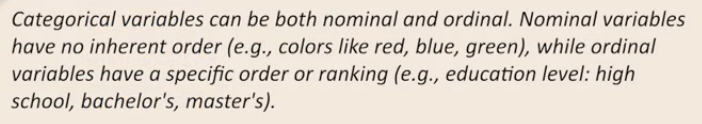 Categorical variables can be both nominal and ordinal. Nominal variables
have no inherent order (e.g., colors like red, blue, green), while ordinal
variables have a specific order or ranking (e.g., education level: high
school, bachelor's, master's).